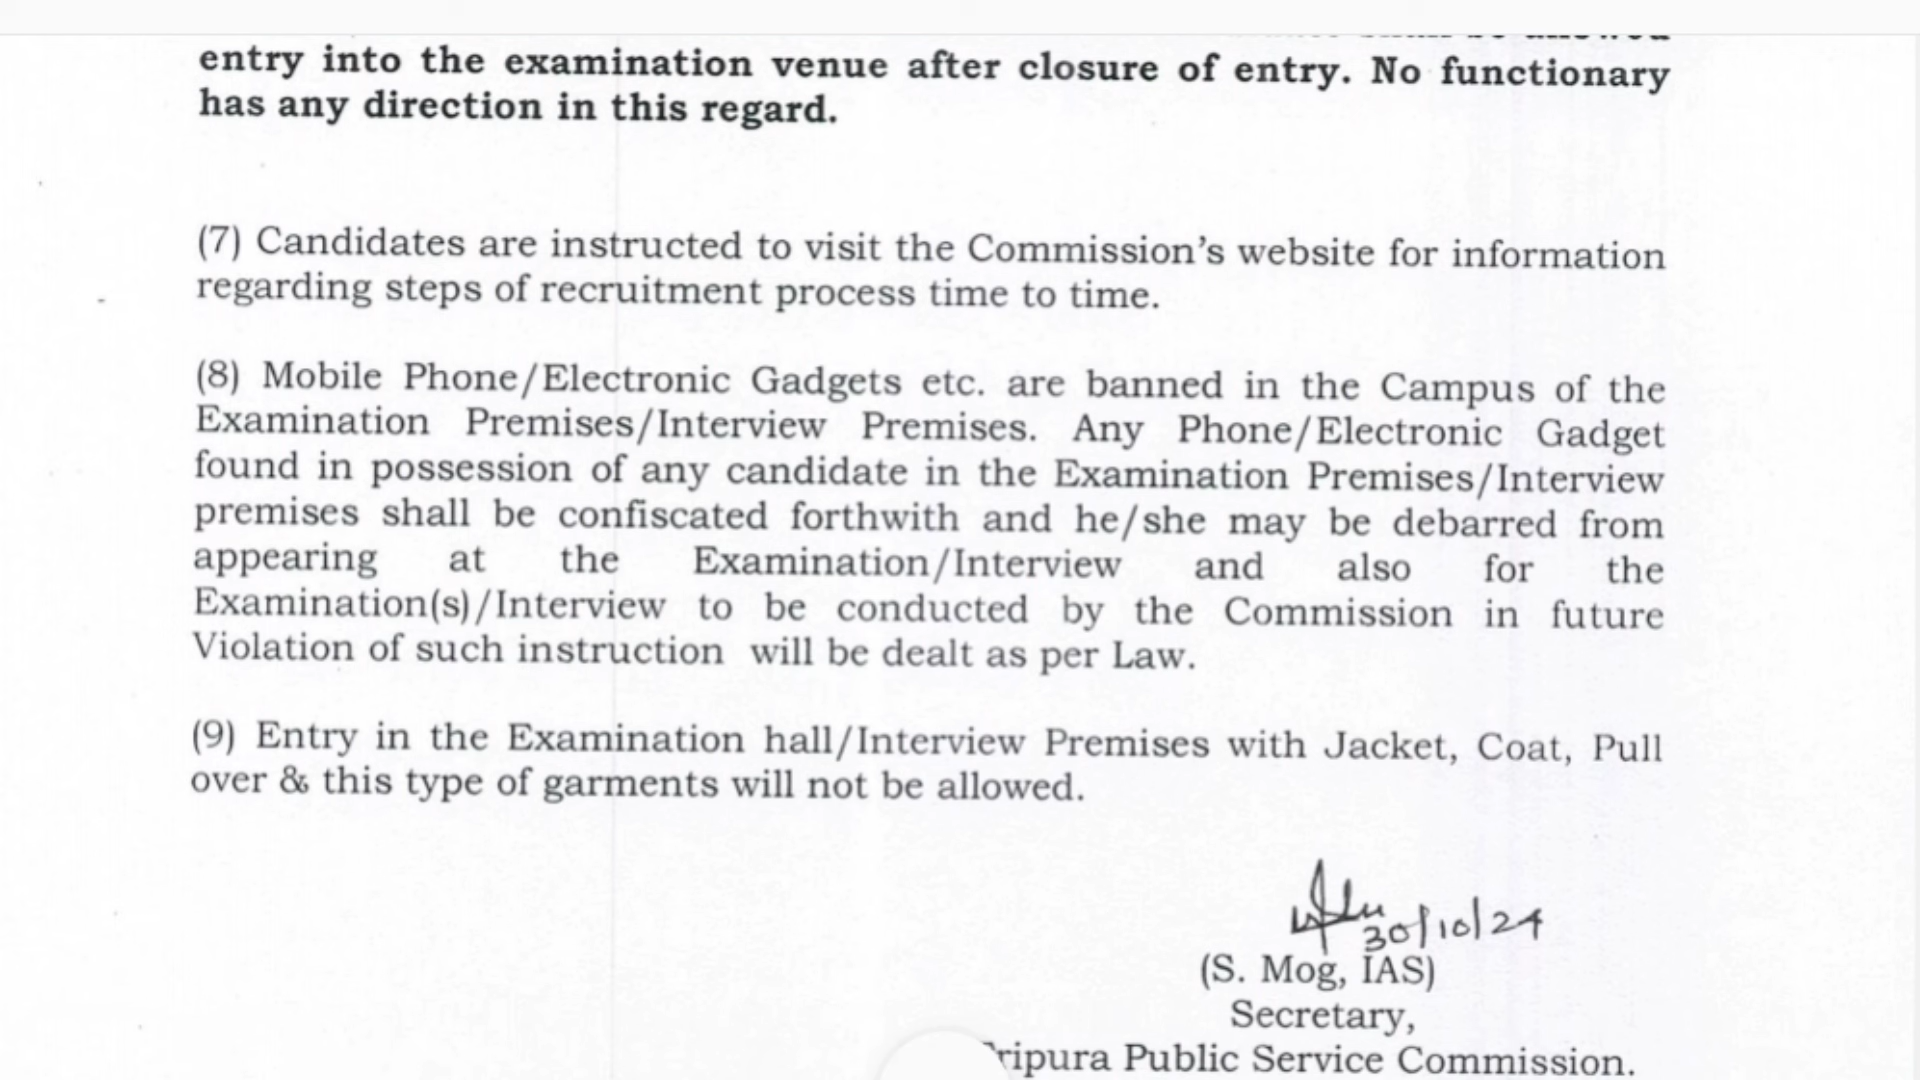 entry into the examination venue after closure of entry. No functionary
has any direction in this regard.
(7) Candidates are instructed to visit the Commission's website for information
regarding steps of recruitment process time to time.
(8) Mobile Phone/Electronic Gadgets etc. are banned in the Campus of the
Examination Premises/Interview Premises. Any Phone/Electronic Gadget
found in possession of any candidate in the Examination Premises/Interview
premises shall be confiscated forthwith and he/she may be debarred from
appearing at the Examination/Interview and also for the
Examination(s)/Interview to be conducted by the Commission in future
Violation of such instruction will be dealt as per Law.
(9) Entry in the Examination hall/Interview Premises with Jacket, Coat, Pull
over & this type of garments will not be allowed.
30/10/24
(S. Mog, IAS)
Secretary,
Tripura Public Service Commission.